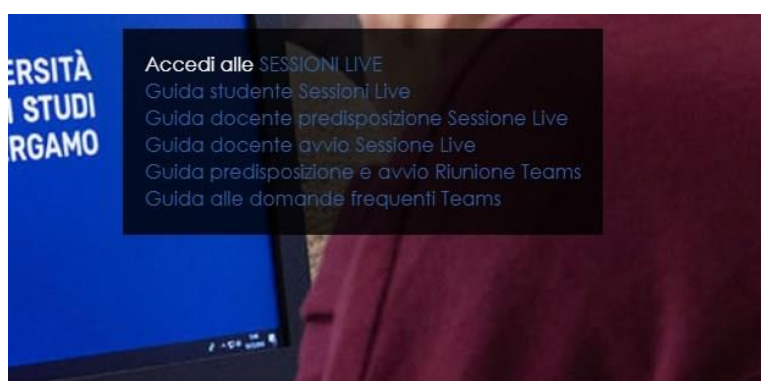 ERSITÀ
I STUDI
RGAMO
Accedi alle SESSIONI LIVE
Guida studente Sessioni Live
Guida docente predisposizione Sessione Live
Guida docente avvio Sessione Live
Guida predisposizione e avvio Riunione Teams
Guida alle domande frequenti Teams